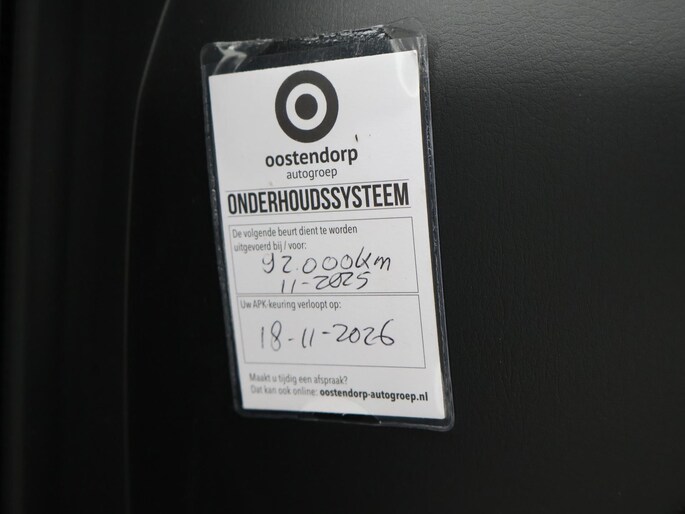 oostendorp
autogroep
ONDERHOUDSSYSTEEM
De volgende beurt dient te worden
uitgevoerd bij / voor:
92.000km
11-2025
Uw APK-keuring verloopt op:
18-11-2026
Maakt u tijdig een afspraak?
Dat kan ook online: oostendorp-autogroep.nl